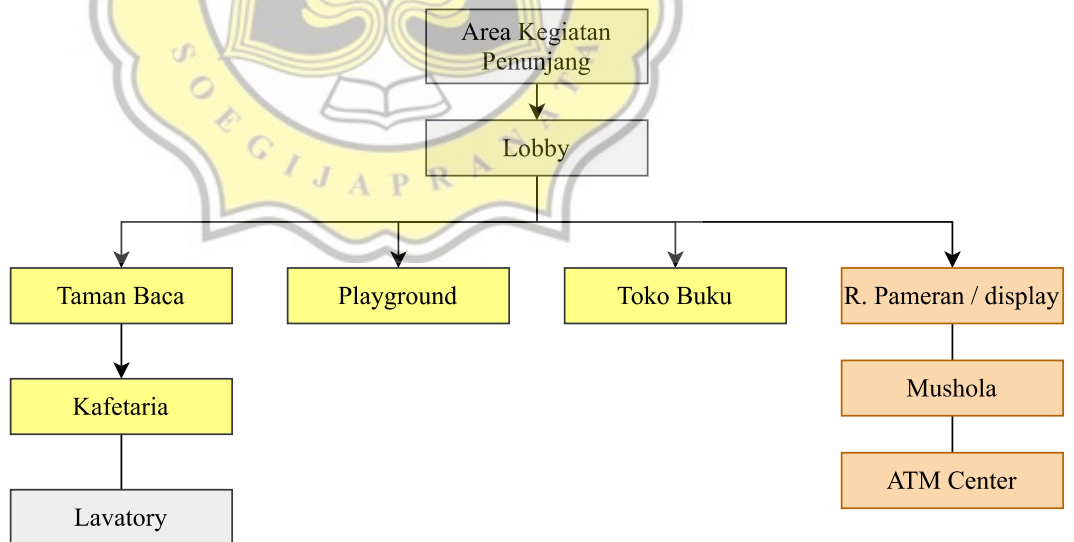 Area Kegiatan
Penunjang
Lobby
SOEGIJAPRANATA
Taman Baca
Playground
Toko Buku
R. Pameran / display
Kafetaria
Mushola
ATM Center
Lavatory